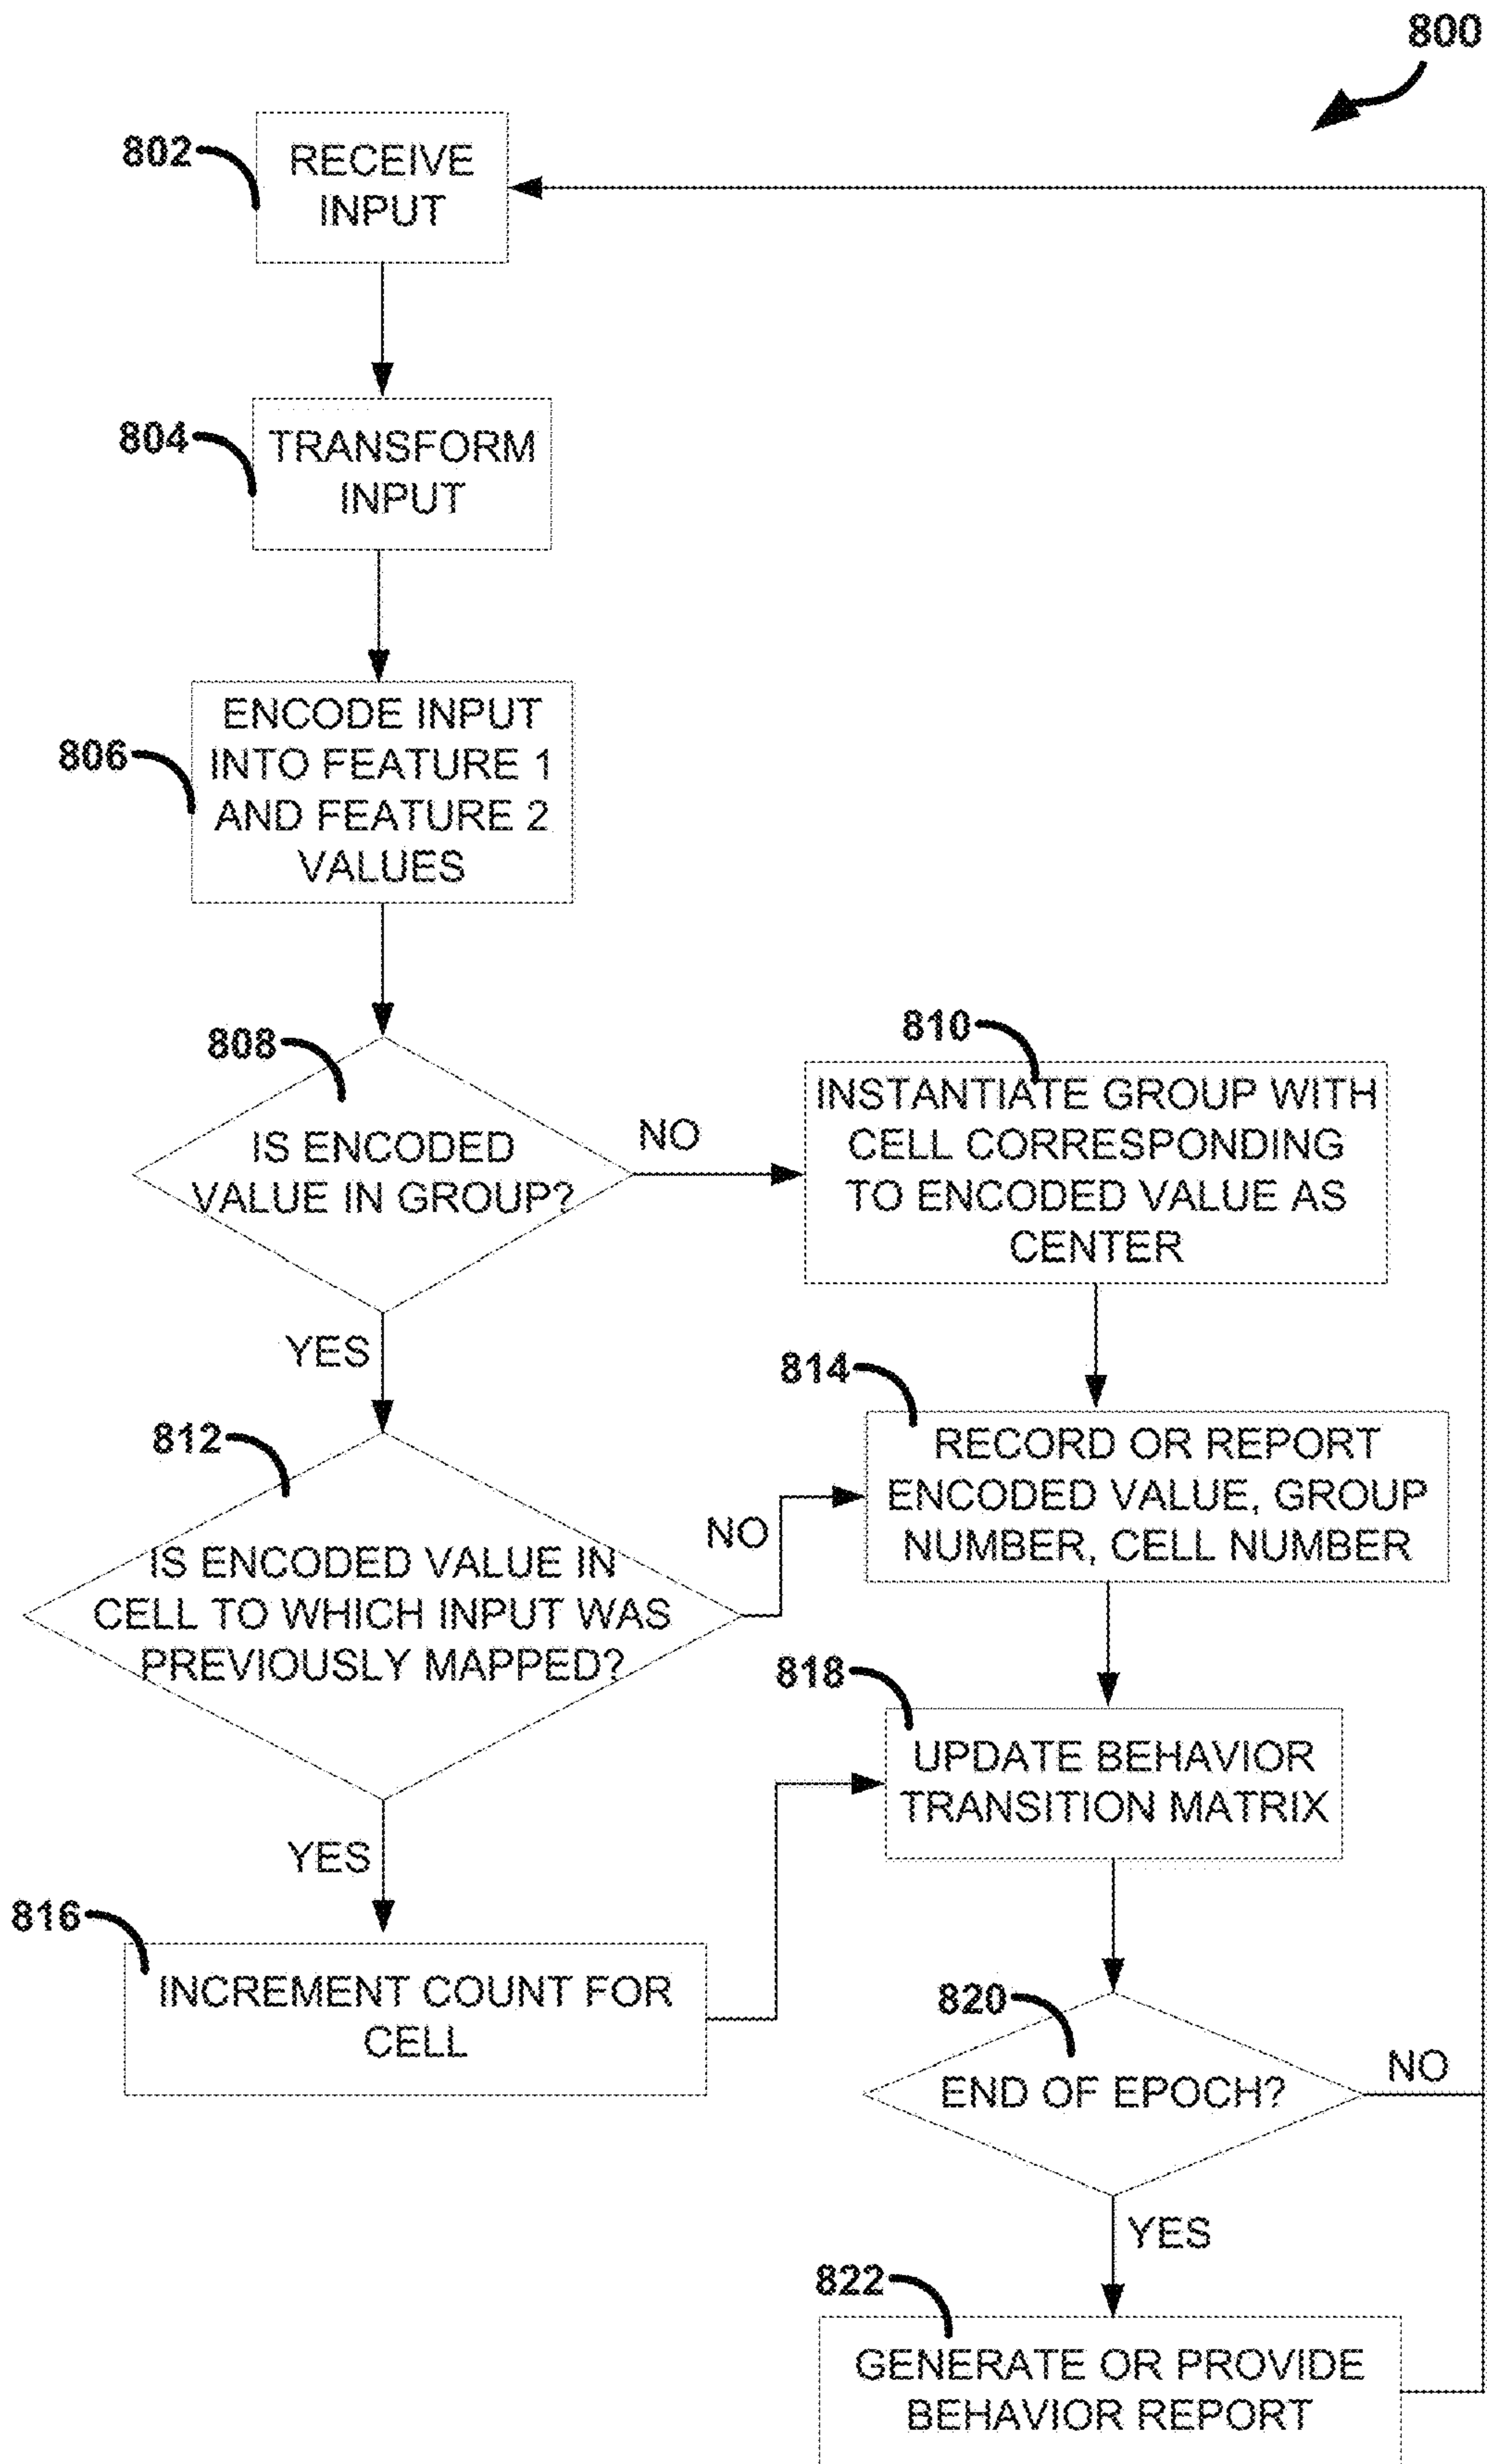 800
802
RECEIVE
INPUT
804
TRANSFORM
INPUT
806
ENCODE INPUT
INTO FEATURE 1
AND FEATURE 2
VALUES
808
IS ENCODED
VALUE IN GROUP?
NO
YES
810
INSTANTIATE GROUP WITH
CELL CORRESPONDING
TO ENCODED VALUE AS
CENTER
812
IS ENCODED VALUE IN
CELL TO WHICH INPUT WAS
PREVIOUSLY MAPPED?
NO
YES
814
RECORD OR REPORT
ENCODED VALUE, GROUP
NUMBER, CELL NUMBER
816
INCREMENT COUNT FOR
CELL
818
UPDATE BEHAVIOR
TRANSITION MATRIX
820
END OF EPOCH?
NO
YES
822
GENERATE OR PROVIDE
BEHAVIOR REPORT